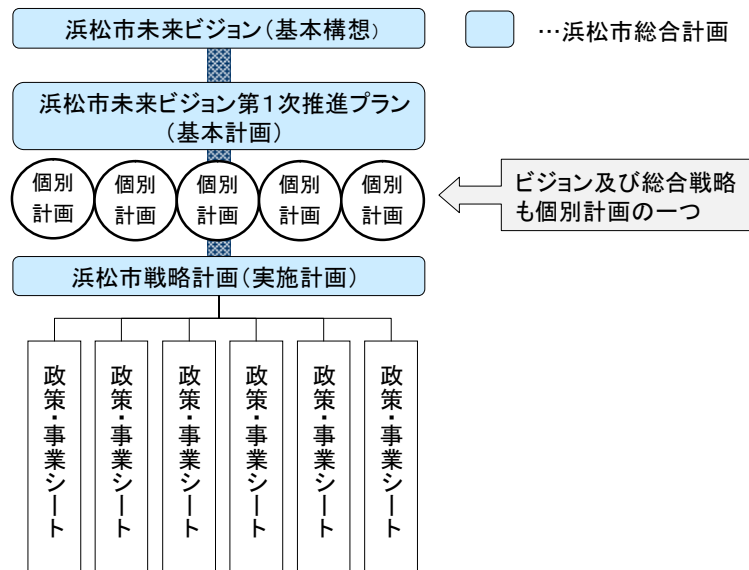 浜松市未来ビジョン(基本構想)
…浜松市総合計画
浜松市未来ビジョン第1次推進プラン
(基本計画)
個別
計画
個別
計画
個別
計画
個別
計画
個別
計画
ビジョン及び総合戦略
も個別計画の一つ
浜松市戦略計画(実施計画)
政策・事業シート
政策・事業シート
政策・事業シート
政策・事業シート
政策・事業シート
政策・事業シート